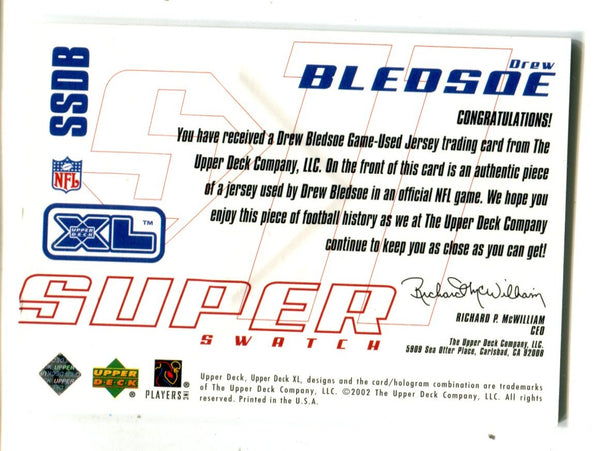 SSDB
Drew
BLEDSOE
CONGRATULATIONS!
You have received a Drew Bledsoe Game-Used Jersey trading card from The
Upper Deck Company, LLC. On the front of this card is an authentic piece
of a jersey used by Drew Bledsoe in an official NFL game. We hope you
enjoy this piece of football history as we at The Upper Deck Company
continue to keep you as close as you can get!
NFL
UPPER DECK
XL™
SUPER
SWATCH
Richard P. McWilliam
RICHARD P. McWILLIAM
CEO
The Upper Deck Company, LLC.
5909 Sea Otter Place, Carlsbad, CA 92008
UPPER
DECK
®
PLAYERS INC
Upper Deck, Upper Deck XL, designs and the card/hologram combination are trademarks
of The Upper Deck Company, LLC. ©2002 The Upper Deck Company, LLC. All rights
reserved. Printed in the U.S.A.